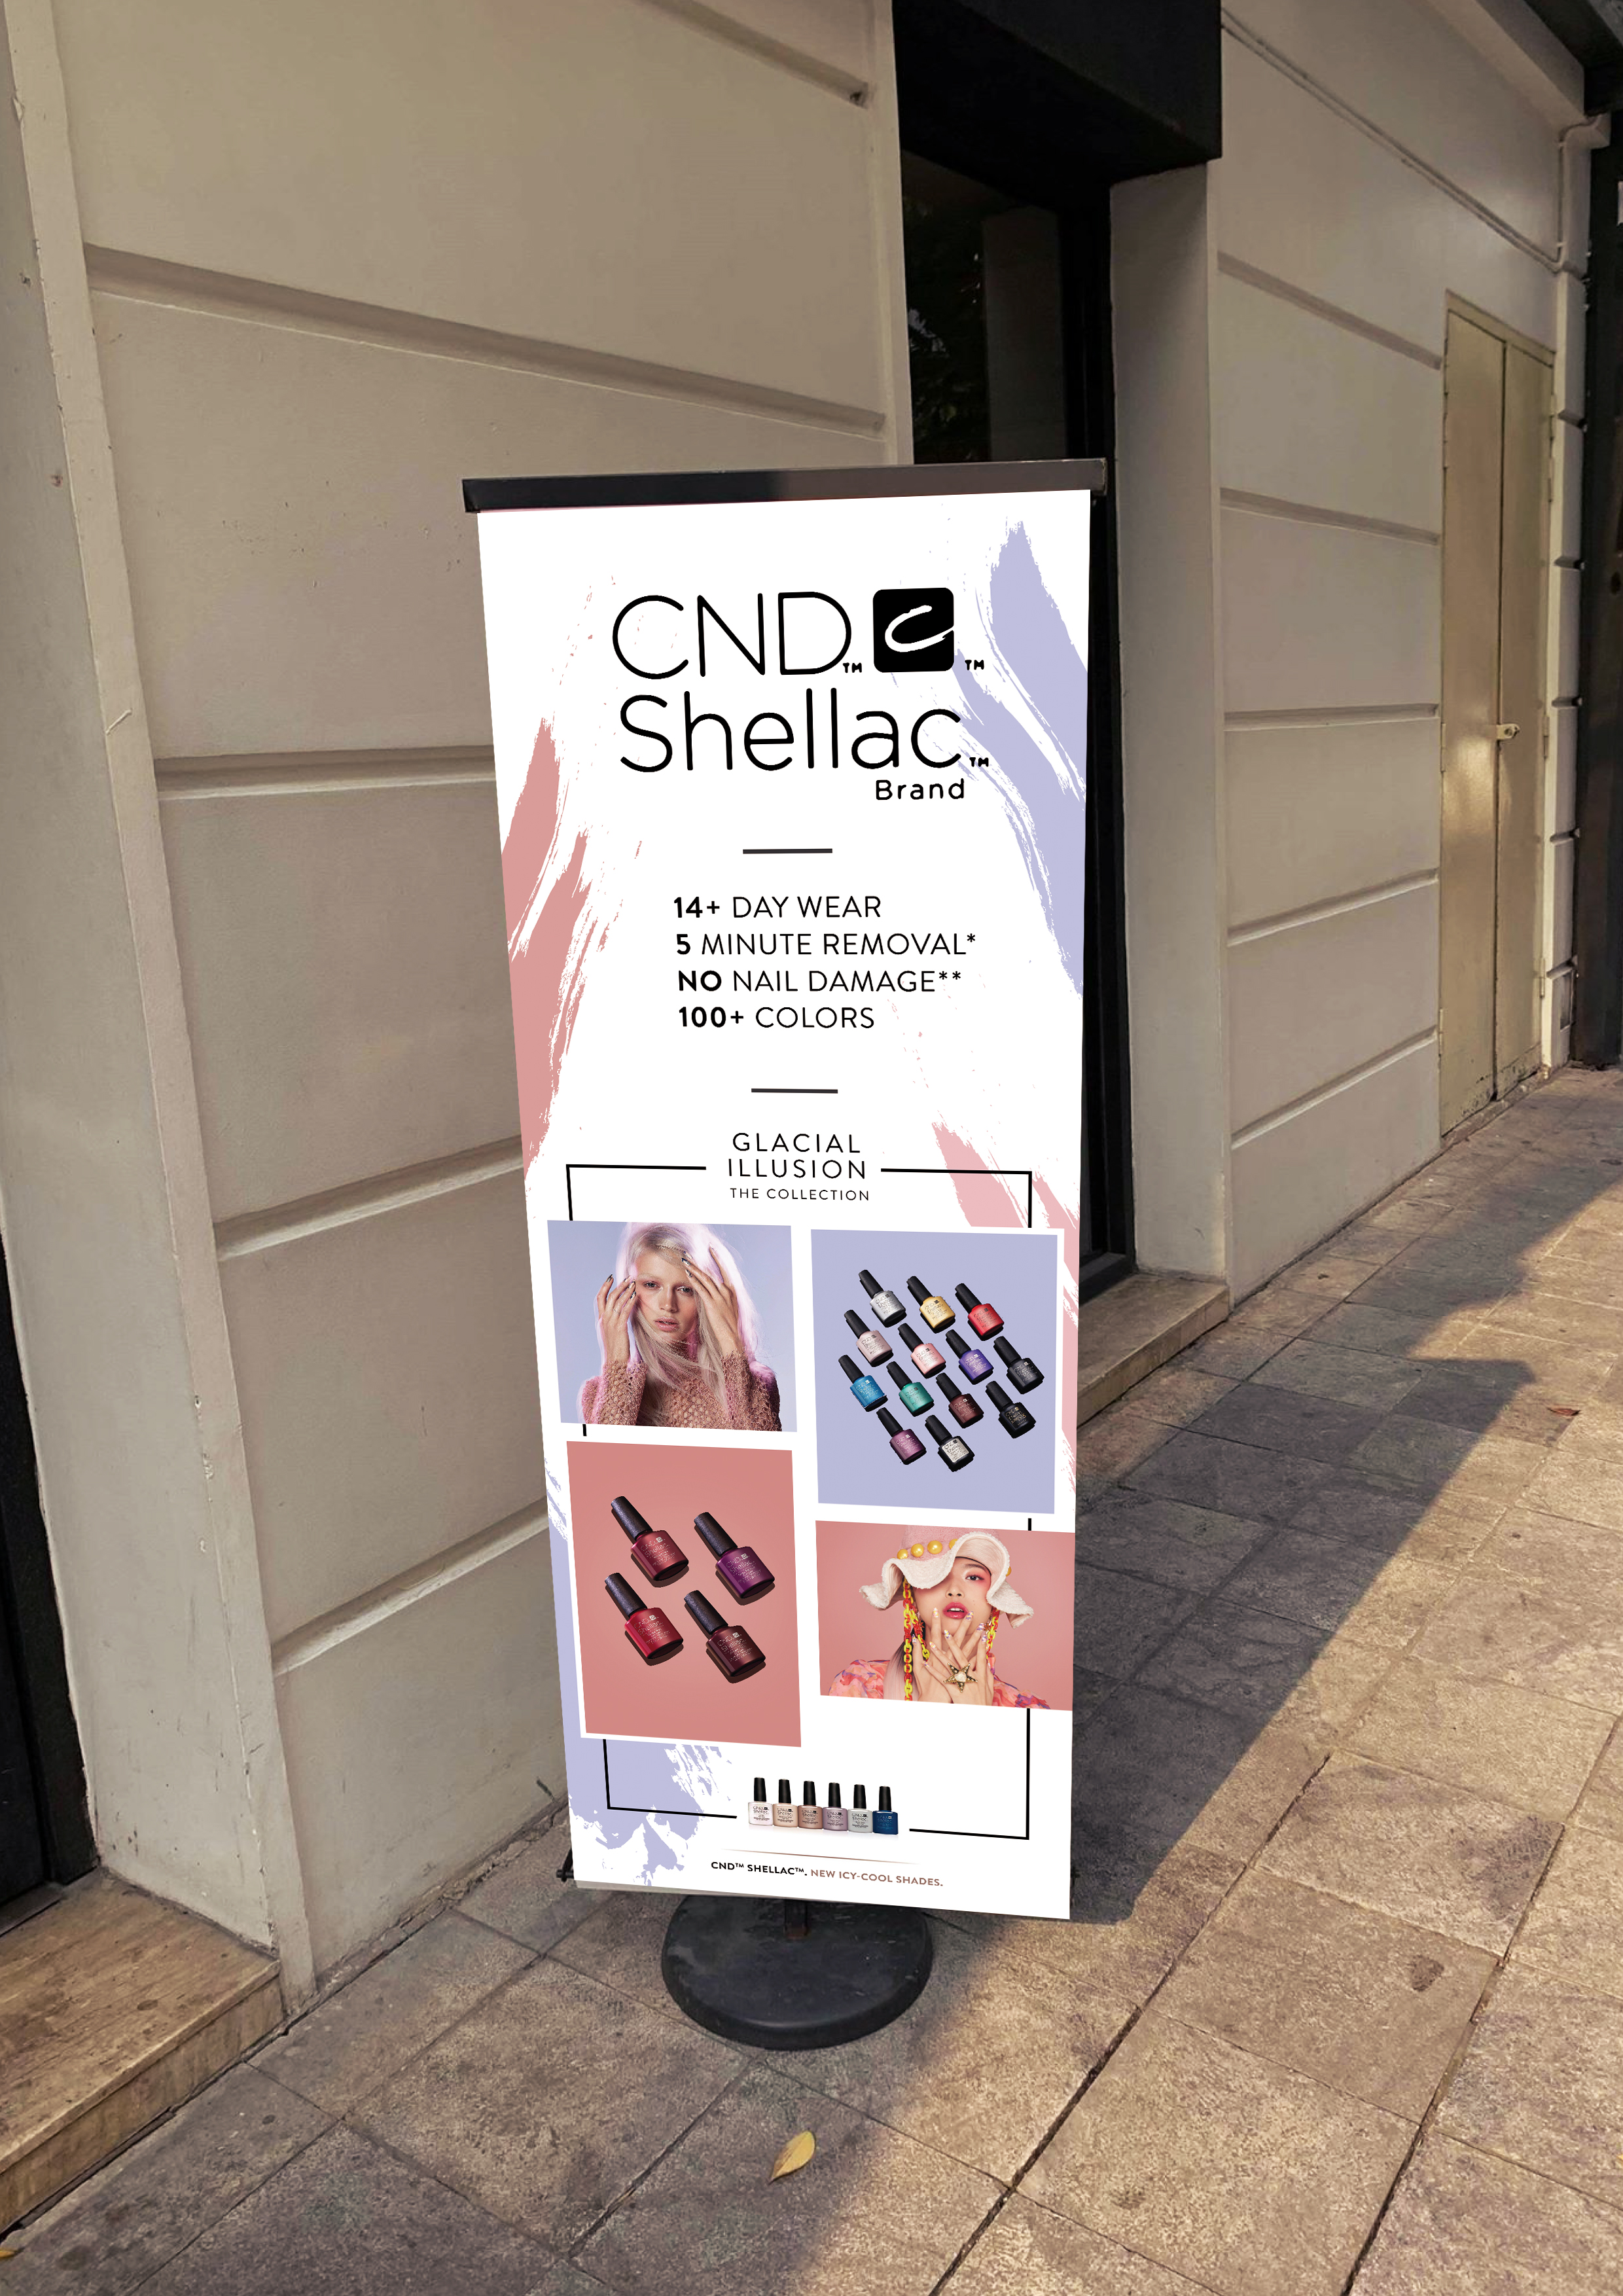 CND™ ™
Shellac™
Brand
14+ DAY WEAR
5 MINUTE REMOVAL*
NO NAIL DAMAGE**
100+ COLORS
GLACIAL
ILLUSION
THE COLLECTION
CND™ SHELLAC™. NEW ICY-COOL SHADES.